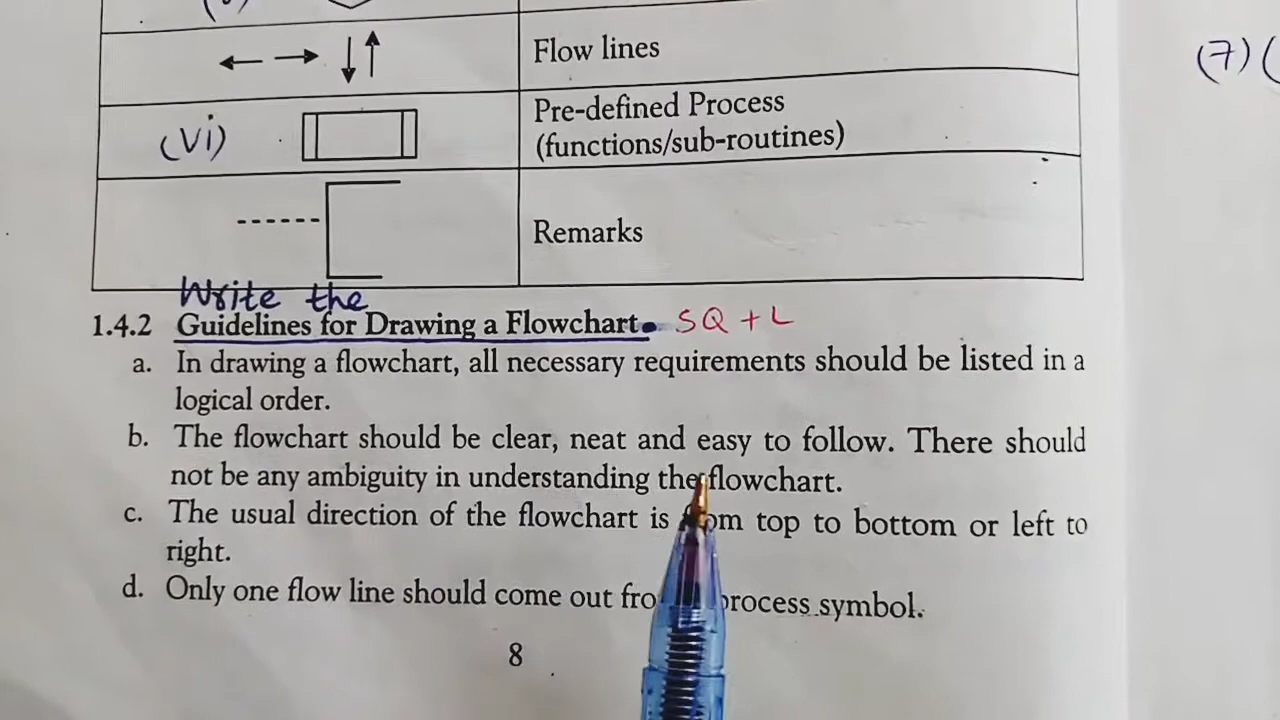 Flow lines
(7)(
(Vi)
Pre-defined Process
(functions/sub-routines)
Remarks
Write the
1.4.2 Guidelines for Drawing a Flowchart. SQ + L
a. In drawing a flowchart, all necessary requirements should be listed in a
logical order.
b. The flowchart should be clear, neat and easy to follow. There should
not be any ambiguity in understanding the flowchart.
c. The usual direction of the flowchart is from top to bottom or left to
right.
d. Only one flow line should come out process symbol.
8